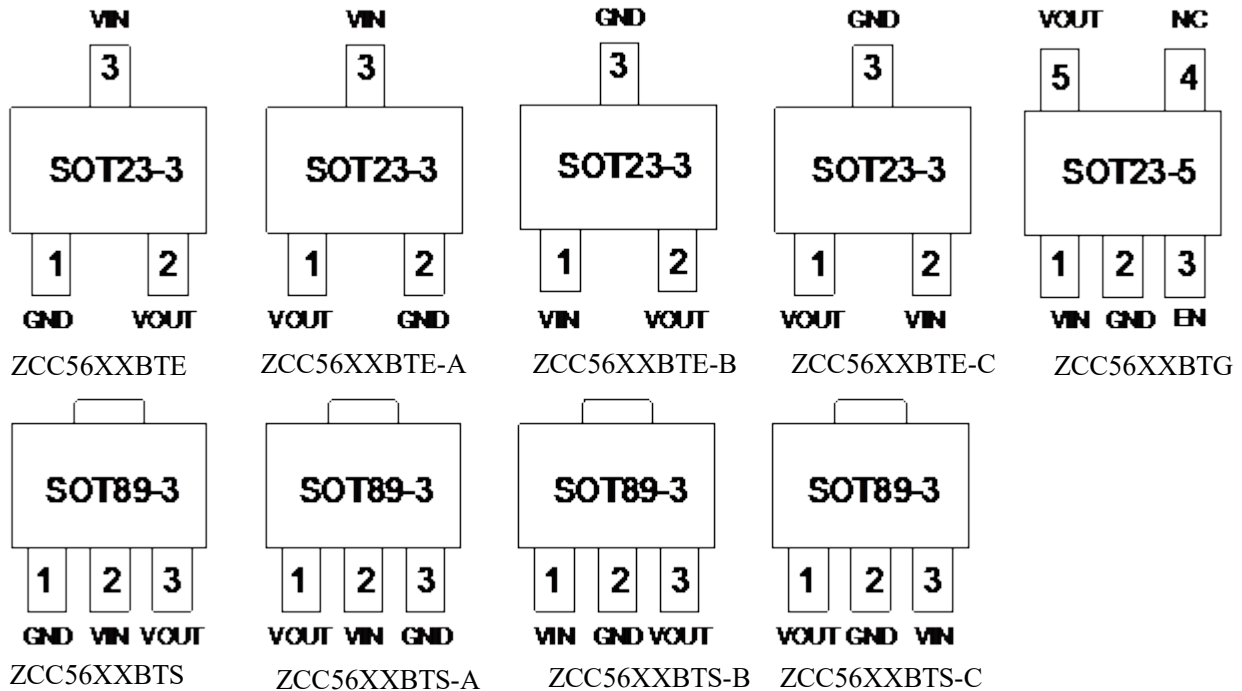 VIN VIN GND GND VOUT NC
3 3 3 3 5 4
SOT23-3 SOT23-3 SOT23-3 SOT23-3 SOT23-5
1 2 1 2 1 2 1 2 1 2 3
GND VOUT VOUT GND VIN VOUT VOUT VIN VIN GND EN
ZCC56XXBTE ZCC56XXBTE-A ZCC56XXBTE-B ZCC56XXBTE-C ZCC56XXBTG
SOT89-3 SOT89-3 SOT89-3 SOT89-3
1 2 3 1 2 3 1 2 3 1 2 3
GND VIN VOUT VOUT VIN GND VIN GND VOUT VOUT GND VIN
ZCC56XXBTS ZCC56XXBTS-A ZCC56XXBTS-B ZCC56XXBTS-C